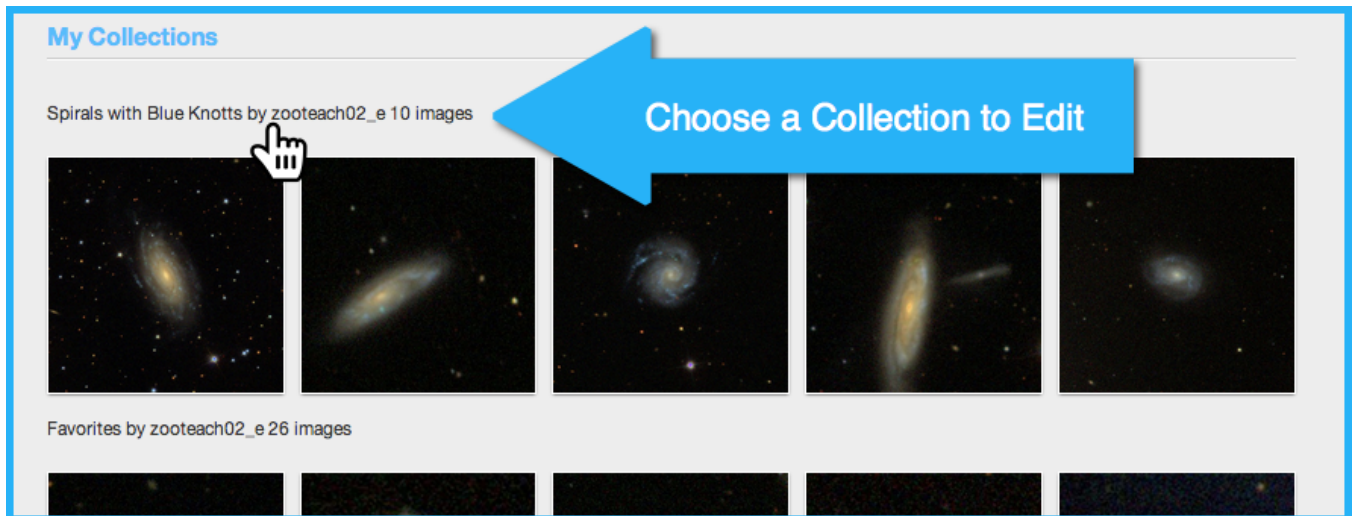 My Collections
Spirals with Blue Knotts by zooteach02_e 10 images
Choose a Collection to Edit
Favorites by zooteach02_e 26 images